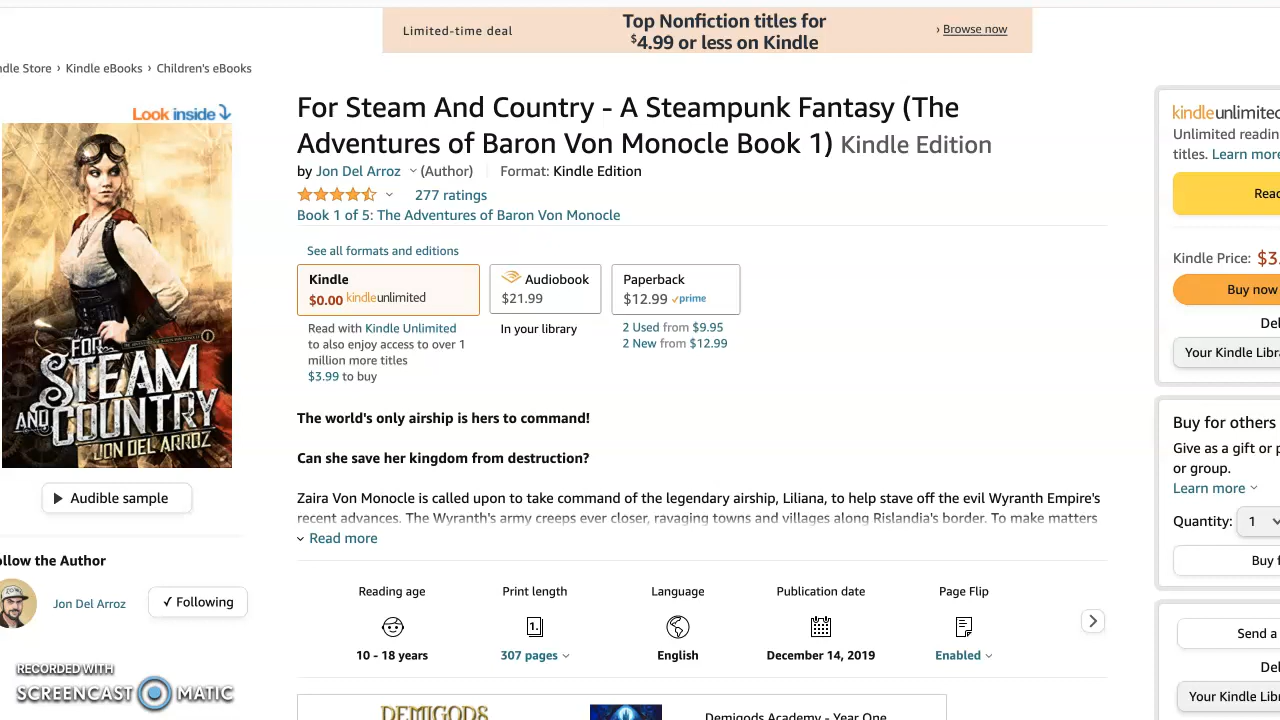 Limited-time deal
Top Nonfiction titles for
$4.99 or less on Kindle
› Browse now
ndle Store › Kindle eBooks › Children's eBooks
Look inside
For Steam And Country - A Steampunk Fantasy (The
Adventures of Baron Von Monocle Book 1) Kindle Edition
by Jon Del Arroz (Author) Format: Kindle Edition
277 ratings
Book 1 of 5: The Adventures of Baron Von Monocle
See all formats and editions
Kindle
$0.00 kindleunlimited
Audiobook
$21.99
Paperback
$12.99 prime
Read with Kindle Unlimited
to also enjoy access to over 1
million more titles
$3.99 to buy
In your library
2 Used from $9.95
2 New from $12.99
The world's only airship is hers to command!
Can she save her kingdom from destruction?
Zaira Von Monocle is called upon to take command of the legendary airship, Liliana, to help stave off the evil Wyranth Empire's
recent advances. The Wyranth's army creeps ever closer, ravaging towns and villages along Rislandia's border. To make matters
Read more
FOR
STEAM
AND COUNTRY
JON DEL ARROZ
Audible sample
ollow the Author
Jon Del Arroz
✓ Following
Reading age
10 - 18 years
Print length
1.
307 pages
Language
English
Publication date
December 14, 2019
Page Flip
Enabled
DEMIGODS
Demigods Academy - Year One
kindleunlimited
Unlimited readin
titles. Learn more
Read
Kindle Price: $3.
Buy now
Del
Your Kindle Libr
Buy for others
Give as a gift or p
or group.
Learn more
Quantity: 1
Buy f
Send a
Del
Your Kindle Libr
RECORDED WITH
SCREENCAST MATIC